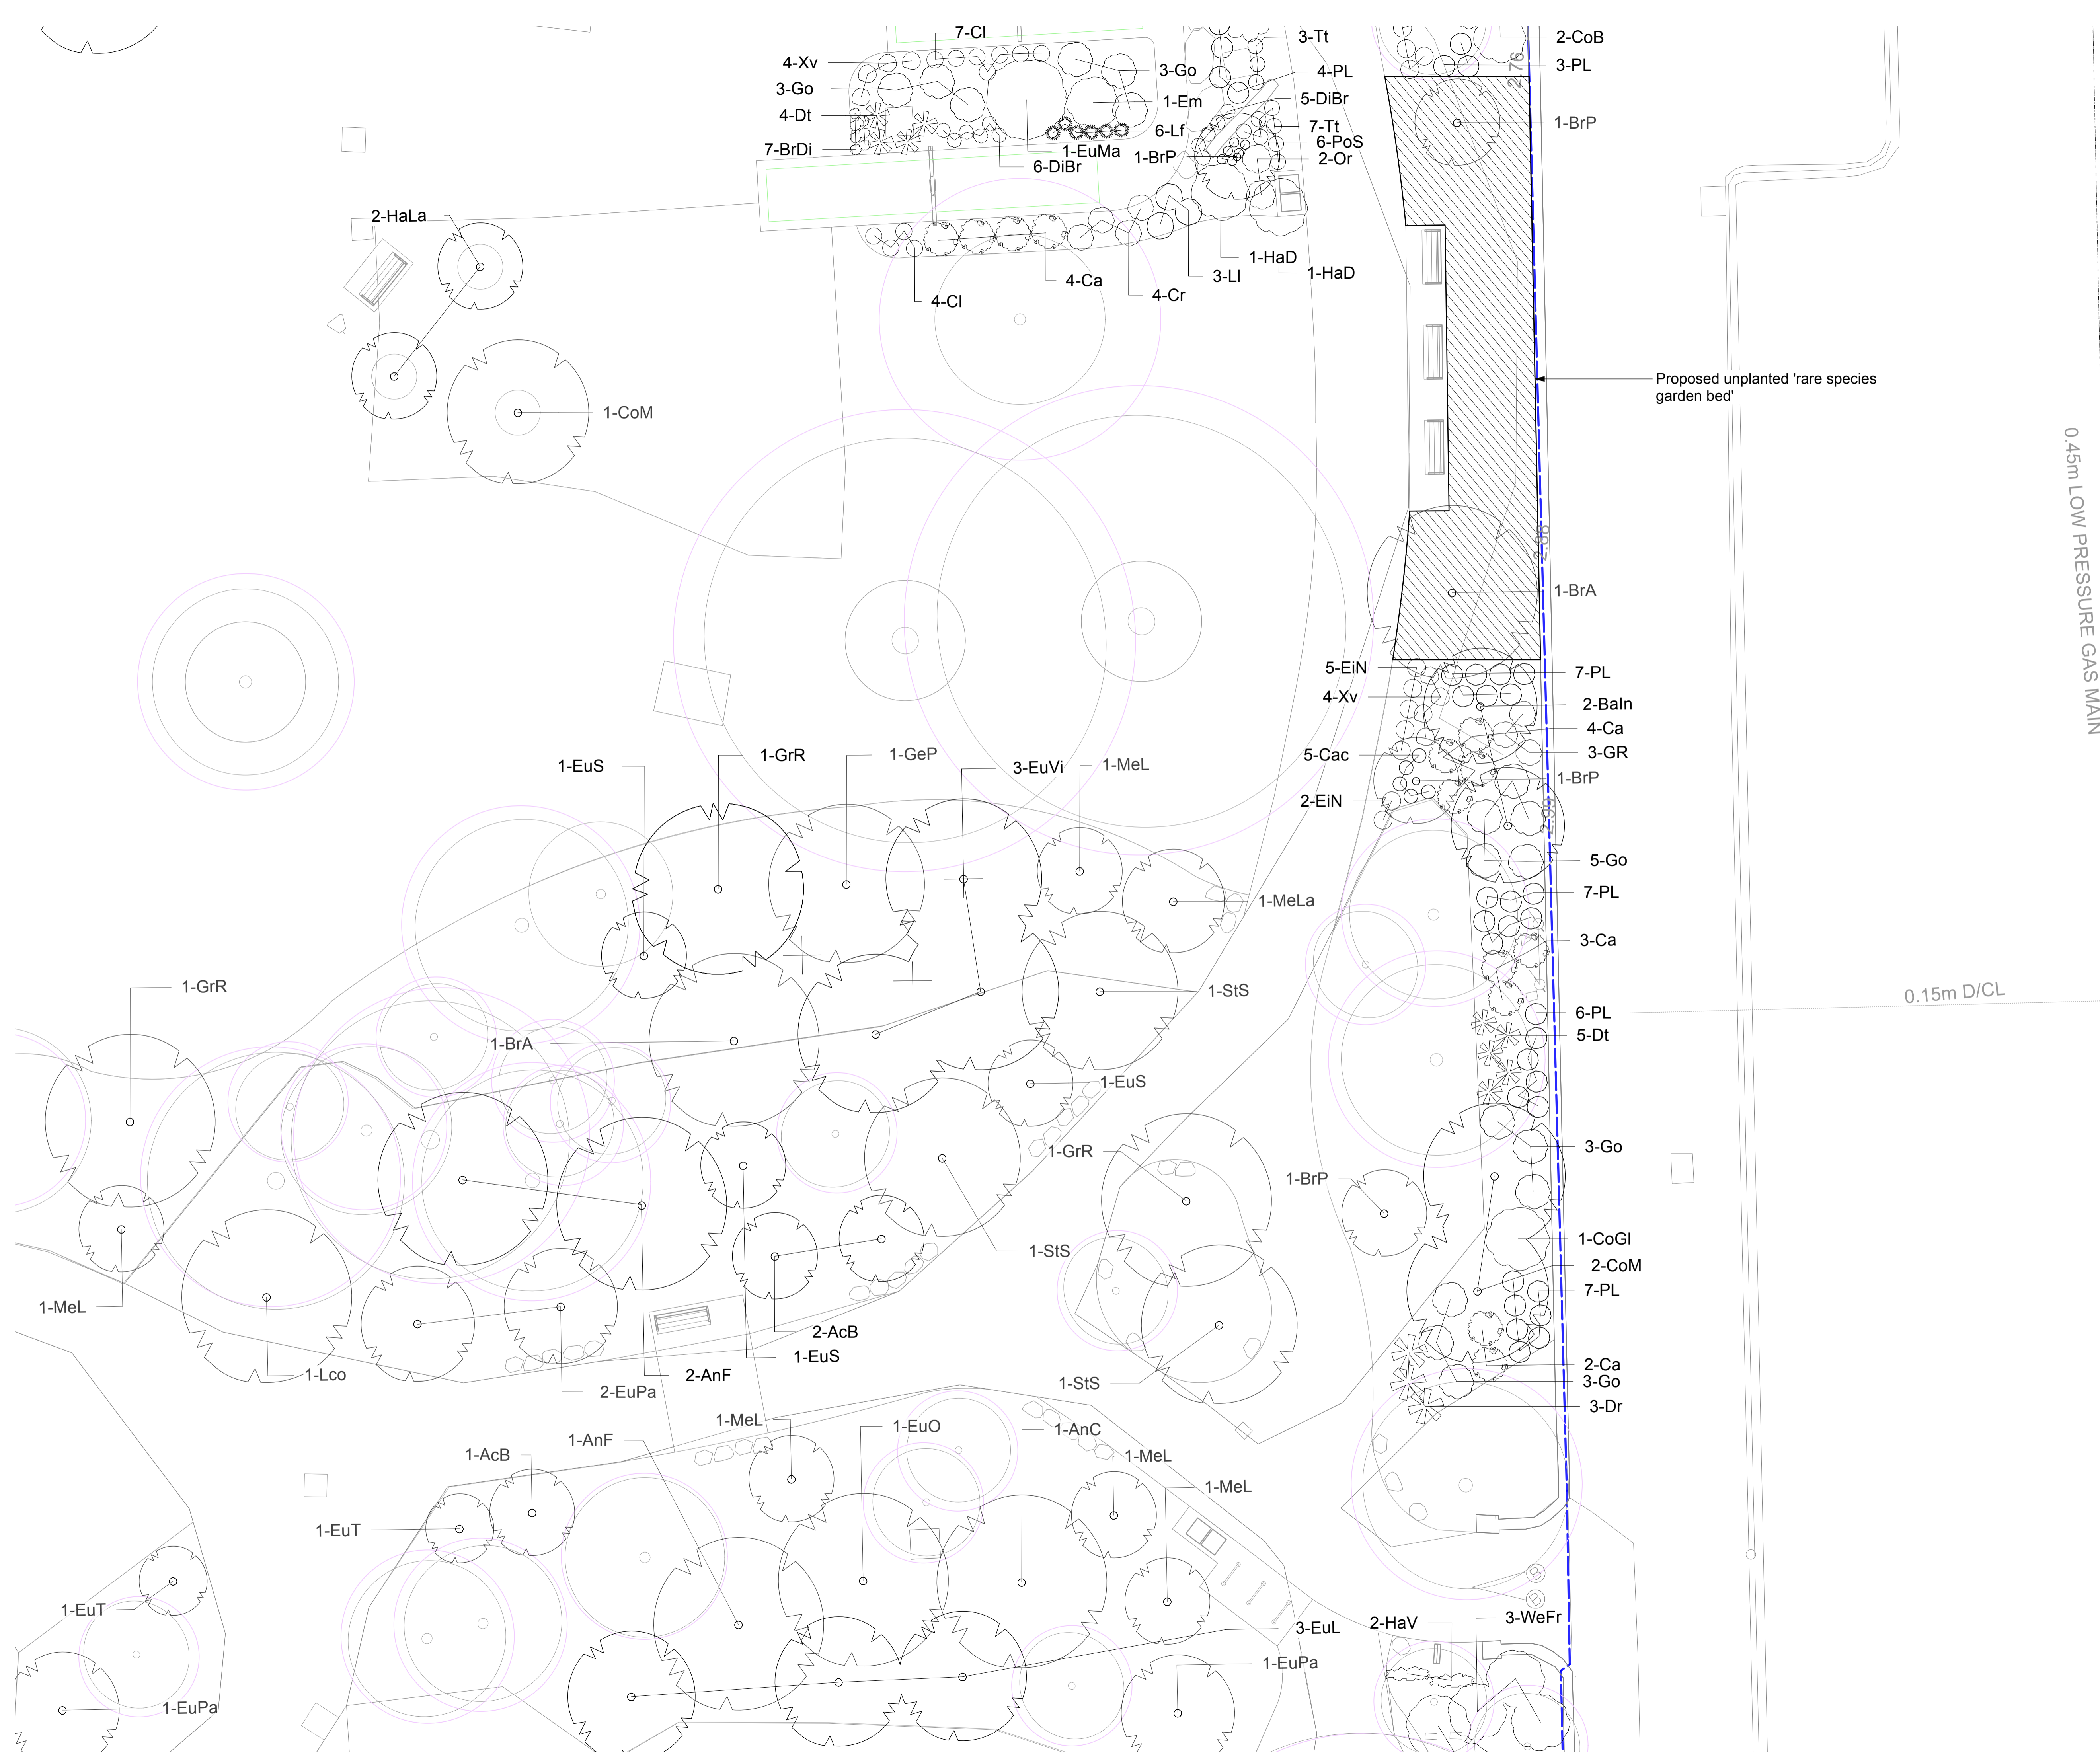 7-Cl
4-Xv
3-Go
4-Dt
7-BrDi
3-Go
1-Em
6-Lf
1-EuMa
6-DiBr
3-Tt
4-PL
5-DiBr
7-Tt
6-PoS
1-BrP
2-Or
2-CoB
3-PL
2.76
1-BrP
2-HaLa
1-CoM
4-Cl
4-Ca
4-Cr
3-Ll
1-HaD
1-HaD
Proposed unplanted 'rare species
garden bed'
0.45m LOW PRESSURE GAS MAIN
1-BrA
5-EiN
4-Xv
5-Cac
2-EiN
7-PL
2-BaIn
4-Ca
3-GR
1-BrP
5-Go
7-PL
3-Ca
6-PL
5-Dt
0.15m D/CL
1-EuS
1-GrR
1-GeP
3-EuVi
1-MeL
1-MeLa
1-GrR
1-BrA
1-StS
1-EuS
1-GrR
1-BrP
3-Go
1-CoGl
2-CoM
7-PL
1-StS
1-MeL
1-Lco
2-AcB
1-EuS
2-AnF
2-EuPa
1-StS
2-Ca
3-Go
3-Dr
1-MeL
1-EuO
1-AnC
1-AnF
1-AcB
1-MeL
1-MeL
1-EuT
B
B
1-EuT
3-EuL
2-HaV
3-WeFr
1-EuPa
1-EuPa